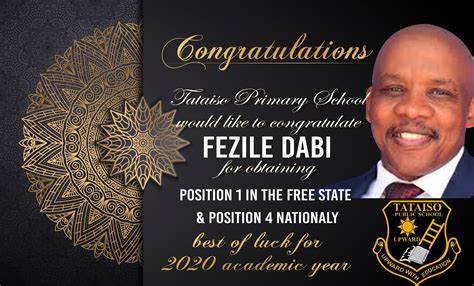 Congratulations
Tataiso Primary School
would like to congratulate
FEZILE DABI
for obtaining
POSITION 1 IN THE FREE STATE
& POSITION 4 NATIONALY
best of luck for
2020 academic year
TATAISO
PUBLIC SCHOOL
UPWARD
UPWARD WITH EDUCATION